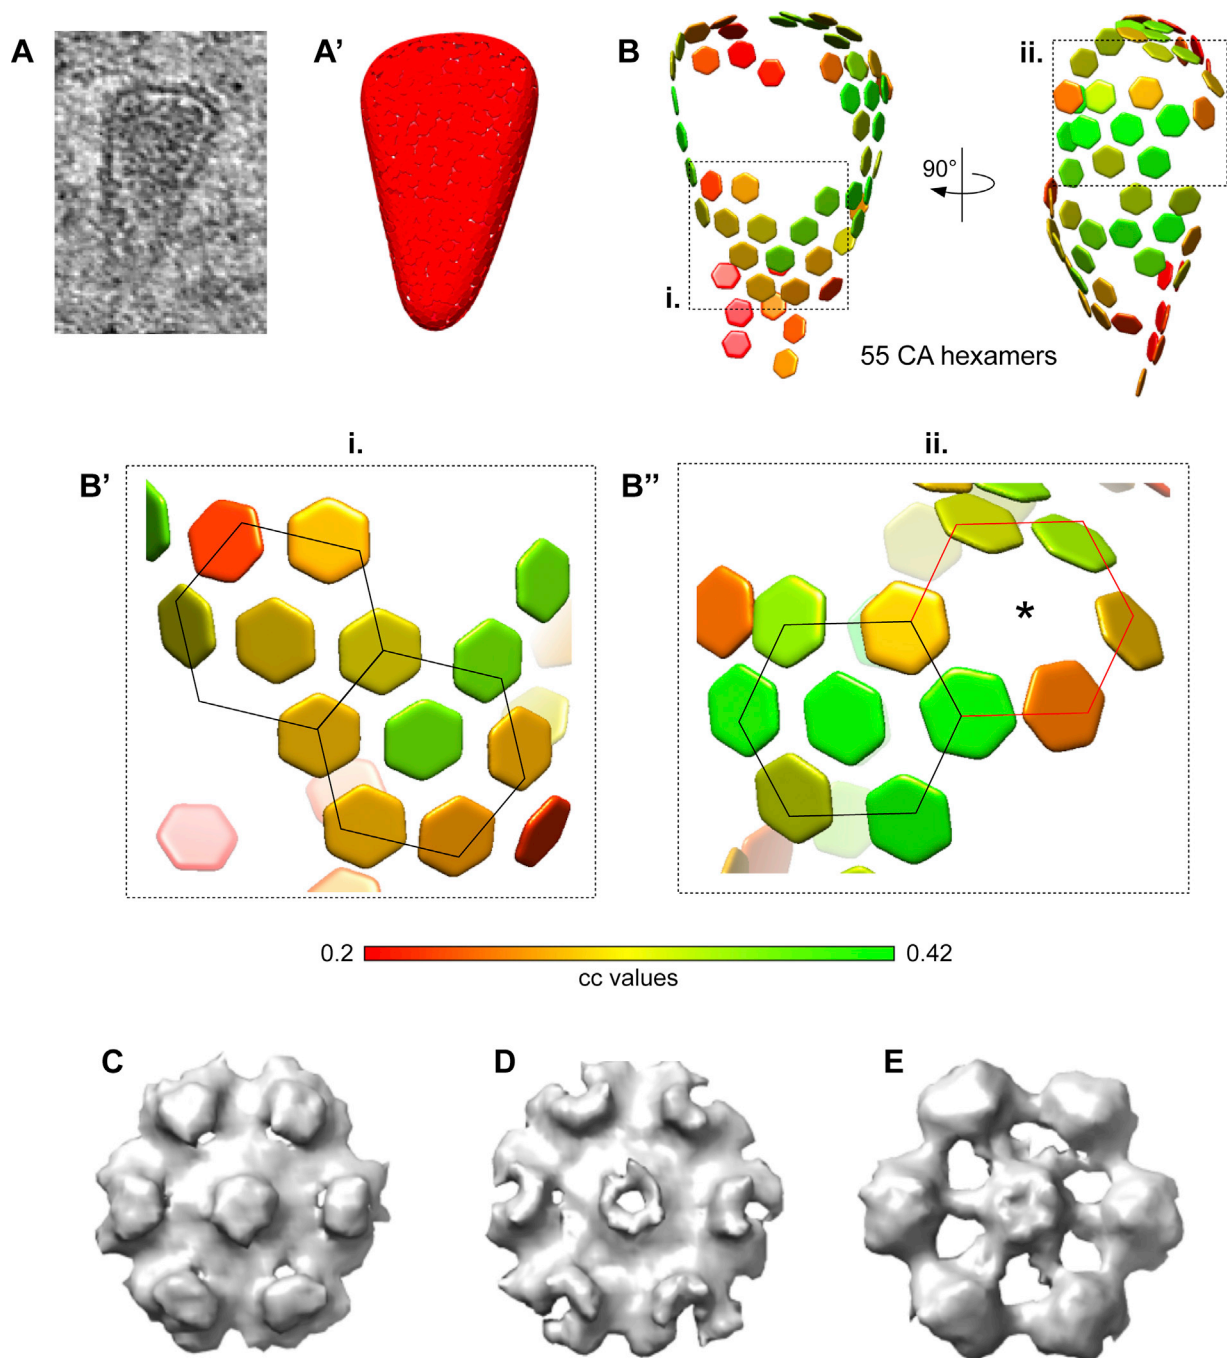 A
A’
B
ii.
90°
i.
55 CA hexamers
i.
ii.
B’
B”
*
0.2
0.42
cc values
C
D
E